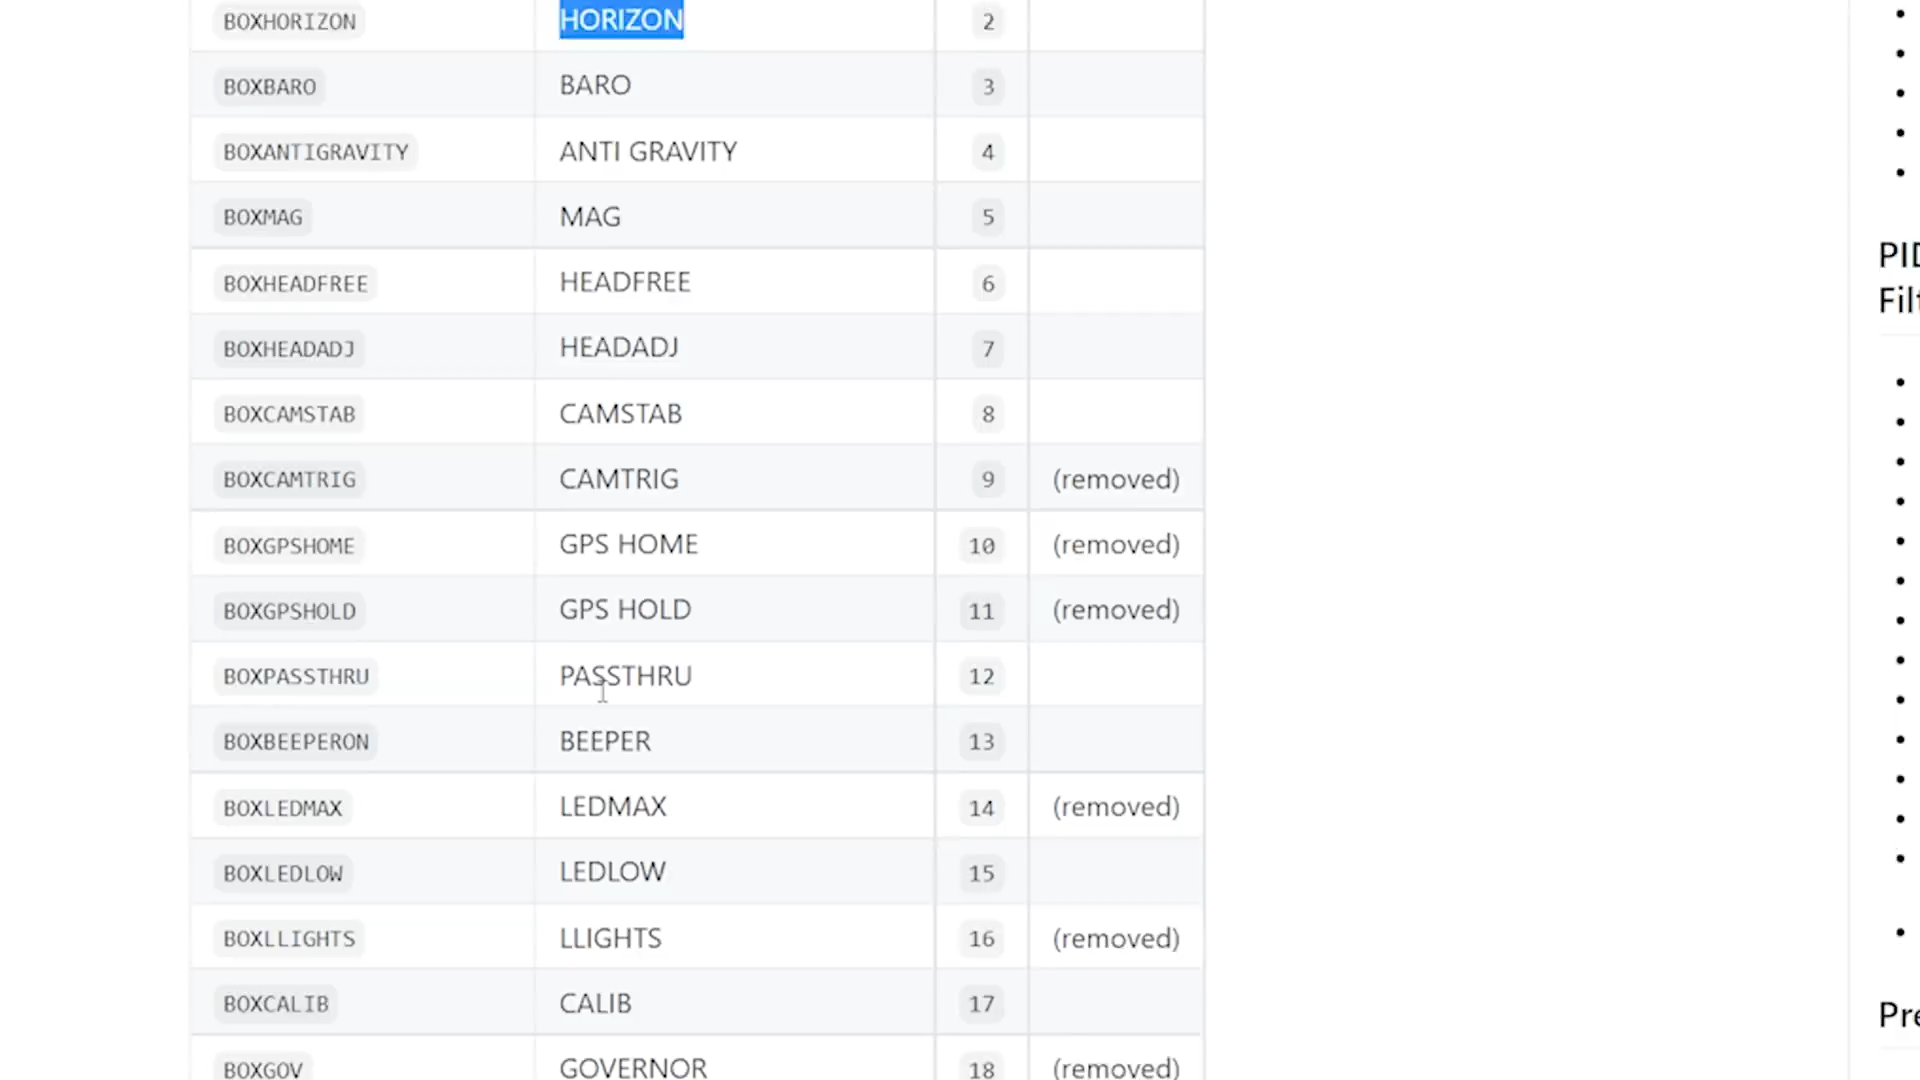 BOXHORIZON HORIZON 2
BOXBARO BARO 3
BOXANTIGRAVITY ANTI GRAVITY 4
BOXMAG MAG 5
BOXHEADFREE HEADFREE 6
BOXHEADADJ HEADADJ 7
BOXCAMSTAB CAMSTAB 8
BOXCAMTRIG CAMTRIG 9 (removed)
BOXGPSHOME GPS HOME 10 (removed)
BOXGPSHOLD GPS HOLD 11 (removed)
BOXPASSTHRU PASSTHRU 12
BOXBEEPERON BEEPER 13
BOXLEDMAX LEDMAX 14 (removed)
BOXLEDLOW LEDLOW 15
BOXLLIGHTS LLIGHTS 16 (removed)
BOXCALIB CALIB 17
BOXGOV GOVERNOR 18 (removed)